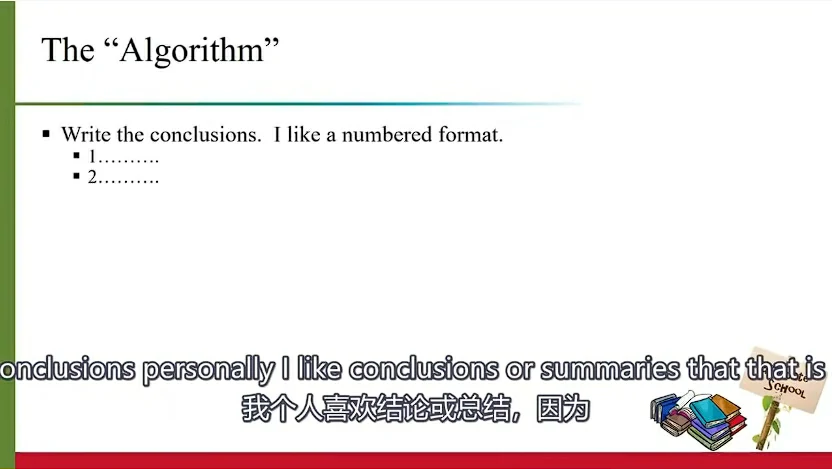 The “Algorithm”
Write the conclusions.  I like a numbered format.
1..........
2..........
onclusions personally I like conclusions or summaries that that is
我个人喜欢结论或总结，因为
SCHOOL